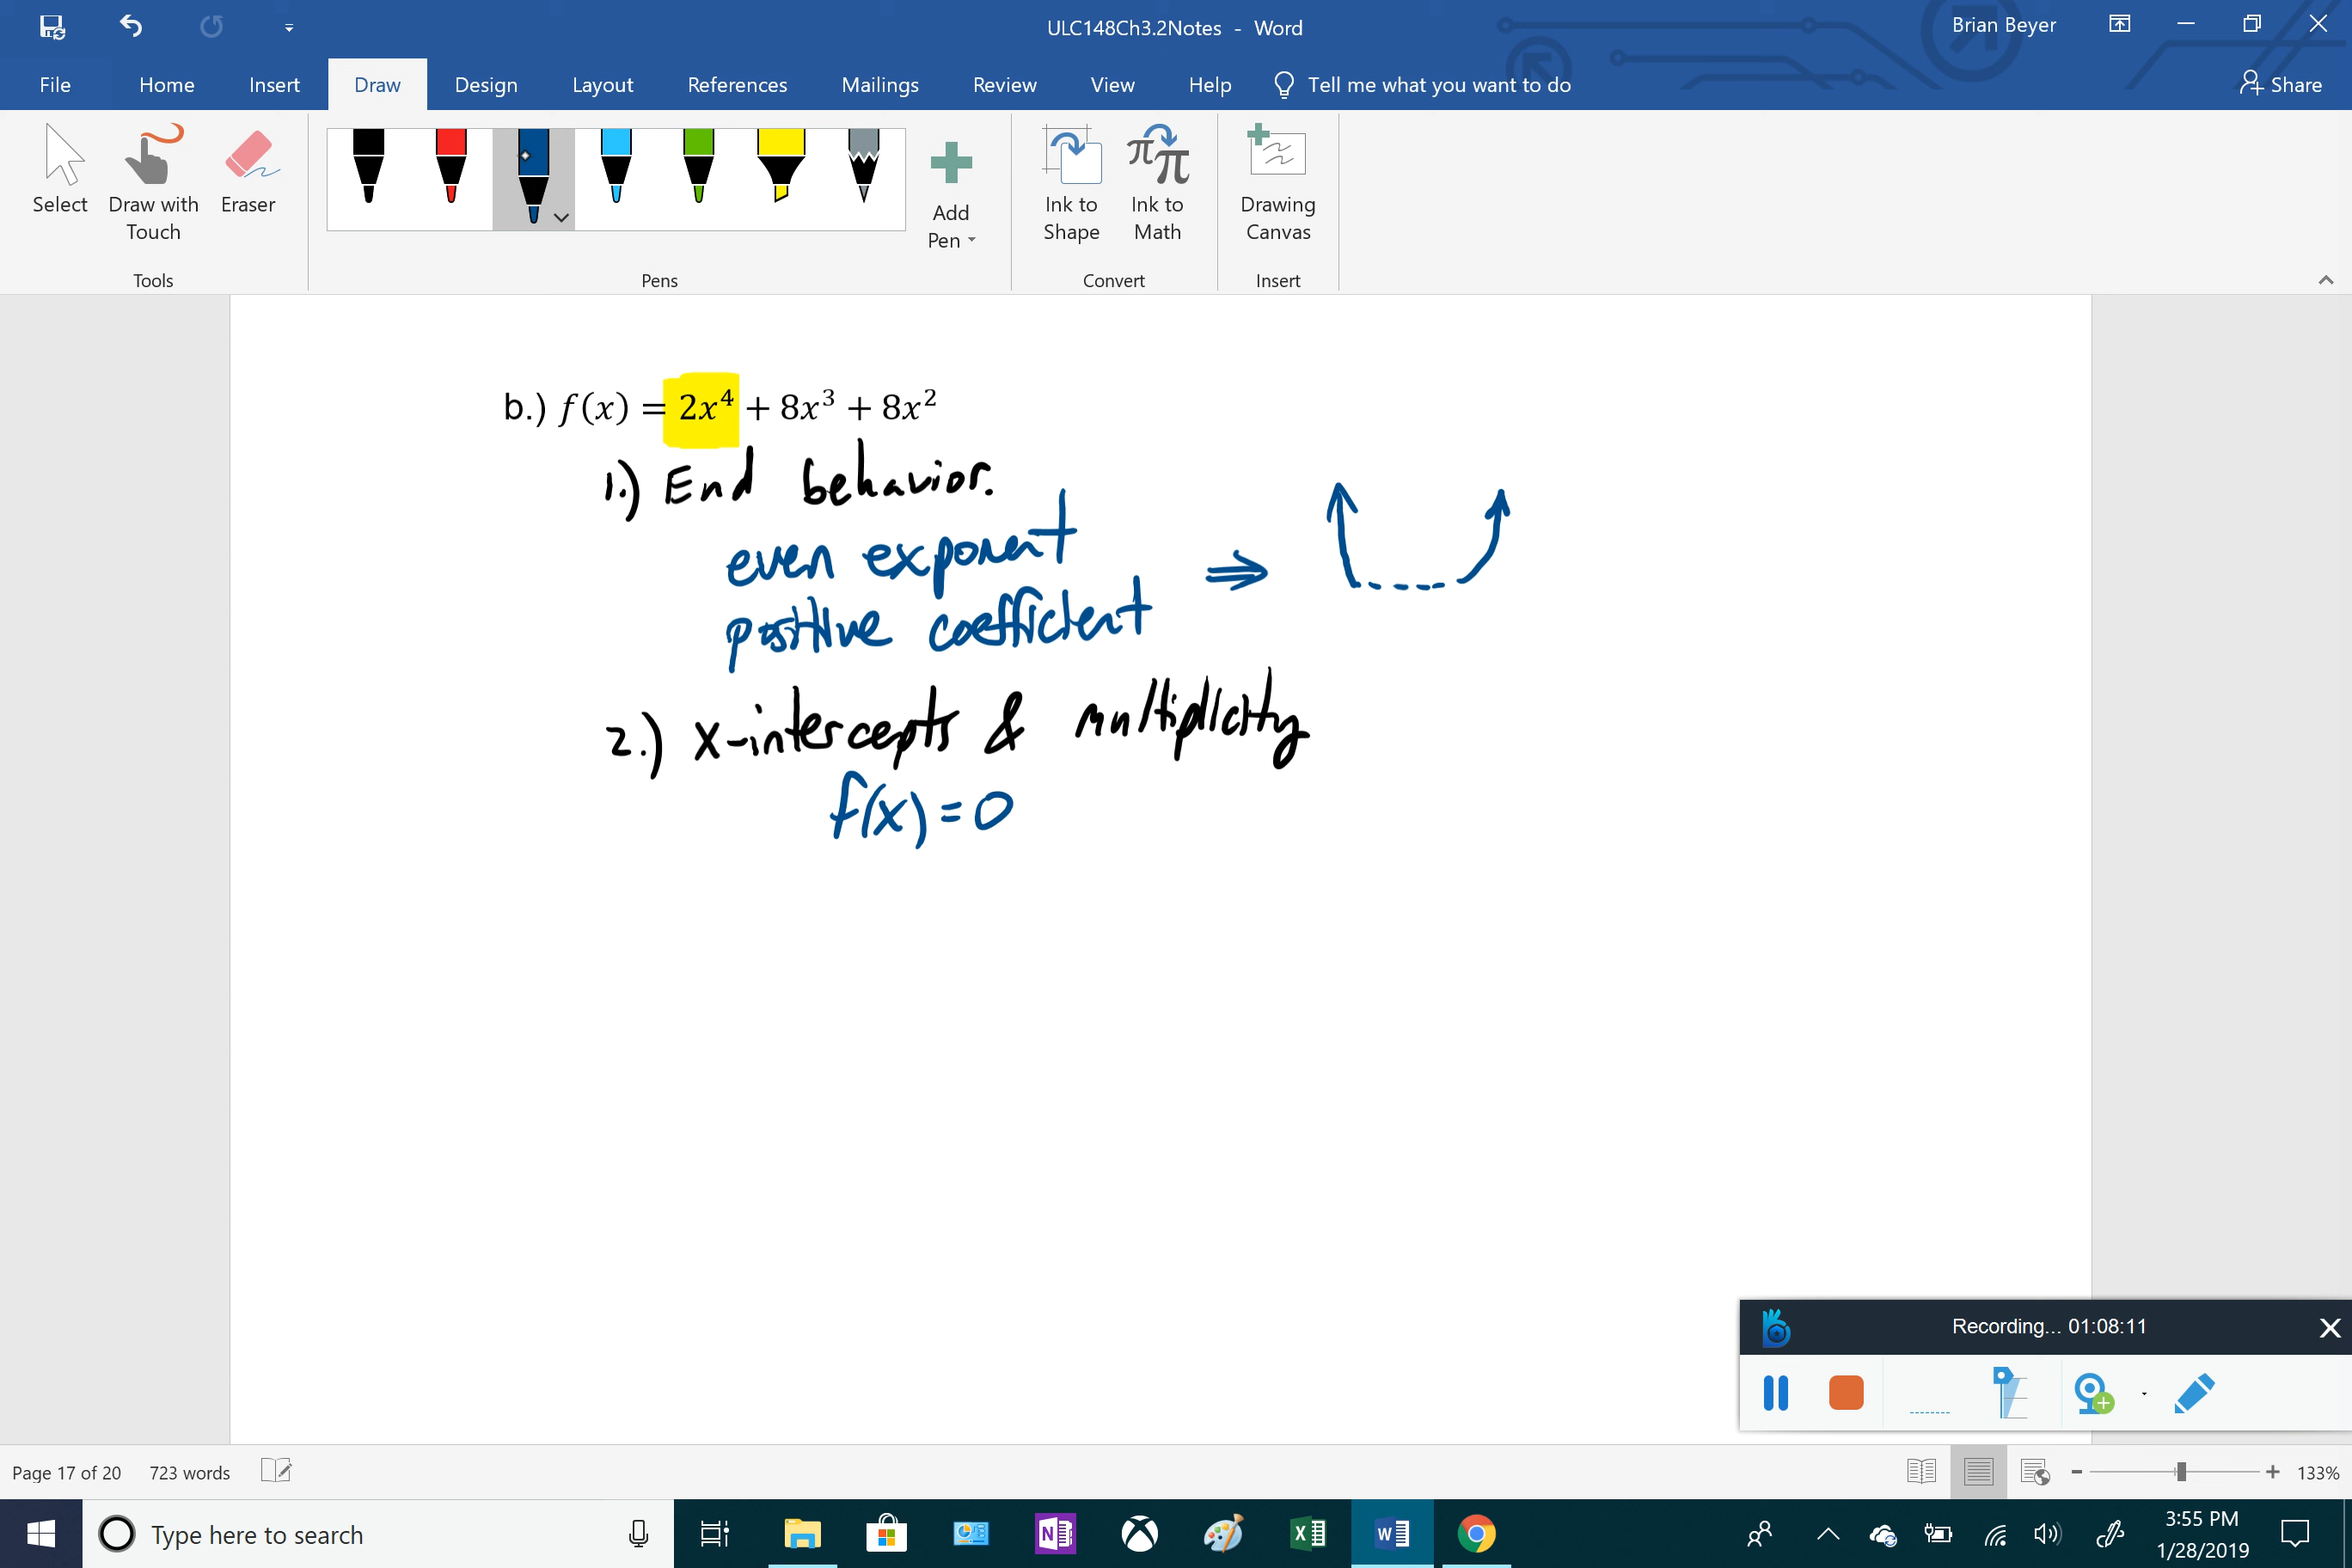 ULC148Ch3.2Notes - Word
Brian Beyer
File Home Insert Draw Design Layout References Mailings Review View Help Tell me what you want to do Share
Select Draw with Touch Eraser
Add Pen
Ink to Shape Ink to Math
Drawing Canvas
Tools Pens Convert Insert
b.) f(x) = 2x⁴ + 8x³ + 8x²
1.) End behavior.
even exponent ⇒
positive coefficient
2.) x-intercepts & multiplicity
f(x) = 0
Recording... 01:08:11
Page 17 of 20 723 words 133%
Type here to search
3:55 PM
1/28/2019